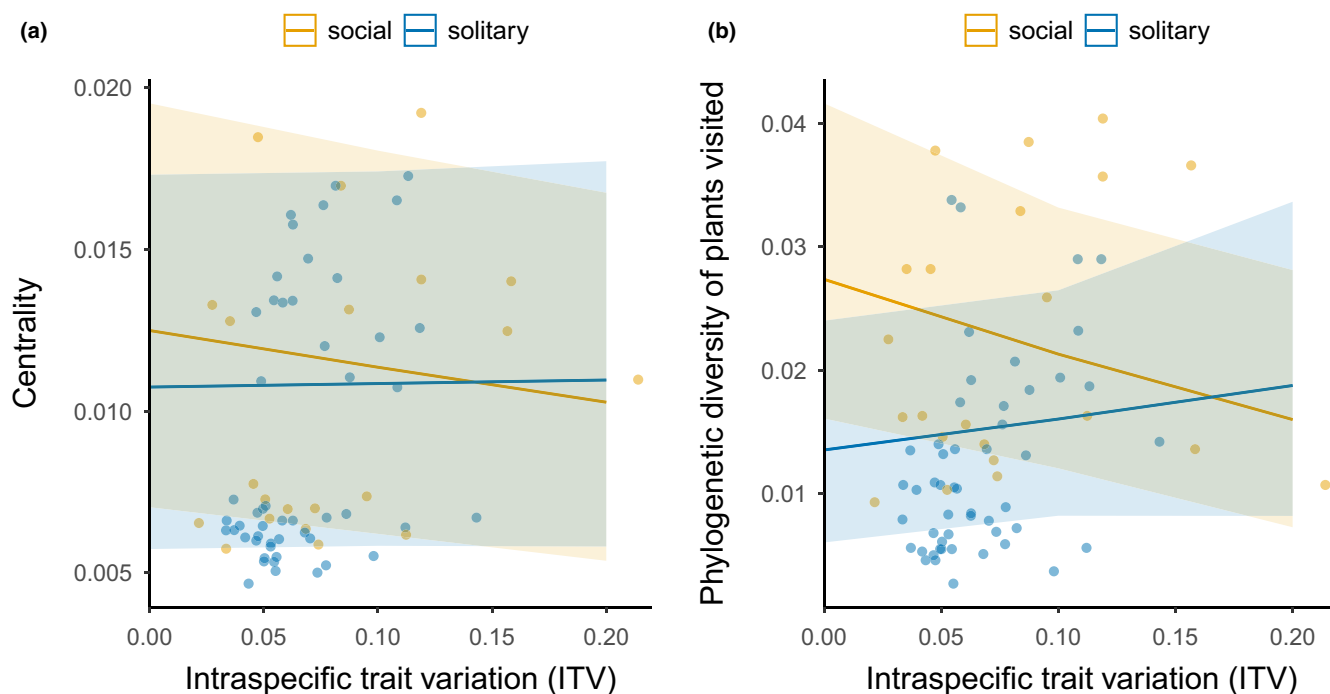 (a)
social solitary
0.020
0.015
0.010
0.005
Centrality
0.00 0.05 0.10 0.15 0.20
Intraspecific trait variation (ITV)
(b)
social solitary
0.04
0.03
0.02
0.01
Phylogenetic diversity of plants visited
0.00 0.05 0.10 0.15 0.20
Intraspecific trait variation (ITV)